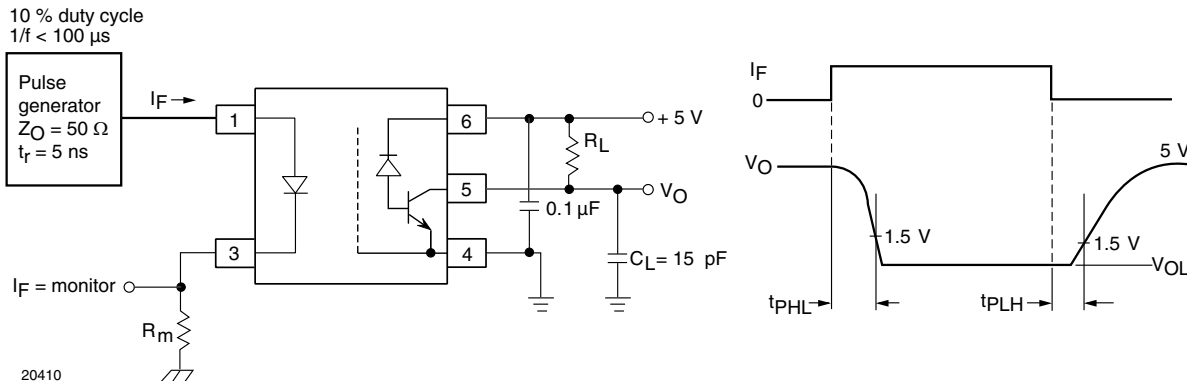 10 % duty cycle
1/f < 100 µs
Pulse
generator
ZO = 50 Ω
tr = 5 ns
IF
1
3
6
5
4
+ 5 V
RL
VO
0.1 µF
CL = 15 pF
IF = monitor
Rm
20410
IF
0
VO
5 V
1.5 V
1.5 V
VOL
tPHL
tPLH